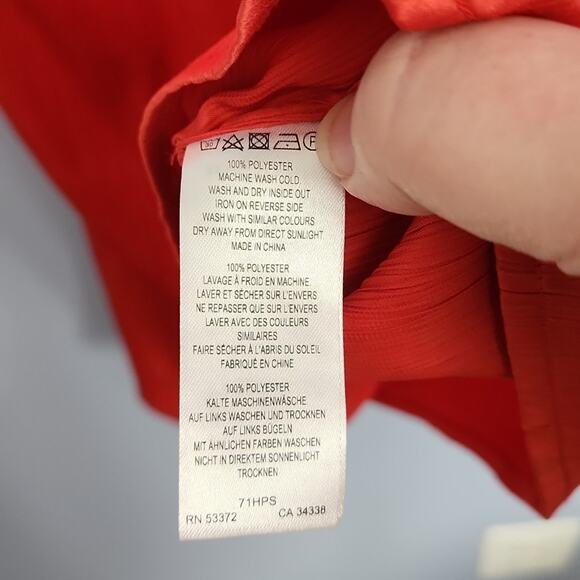 30 P
100% POLYESTER
MACHINE WASH COLD
WASH AND DRY INSIDE OUT
IRON ON REVERSE SIDE
WASH WITH SIMILAR COLOURS
DRY AWAY FROM DIRECT SUNLIGHT
MADE IN CHINA
100% POLYESTER
LAVAGE À FROID EN MACHINE.
LAVER ET SÉCHER SUR L'ENVERS
NE REPASSER QUE SUR L'ENVERS
LAVER AVEC DES COULEURS
SIMILAIRES
FAIRE SÉCHER À L'ABRIS DU SOLEIL
FABRIQUÉ EN CHINE
100% POLYESTER
KALTE MASCHINENWÄSCHE
AUF LINKS WASCHEN UND TROCKNEN
AUF LINKS BÜGELN
MIT ÄHNLICHEN FARBEN WASCHEN
NICHT IN DIREKTEM SONNENLICHT
TROCKNEN
71HPS
RN 53372 CA 34338